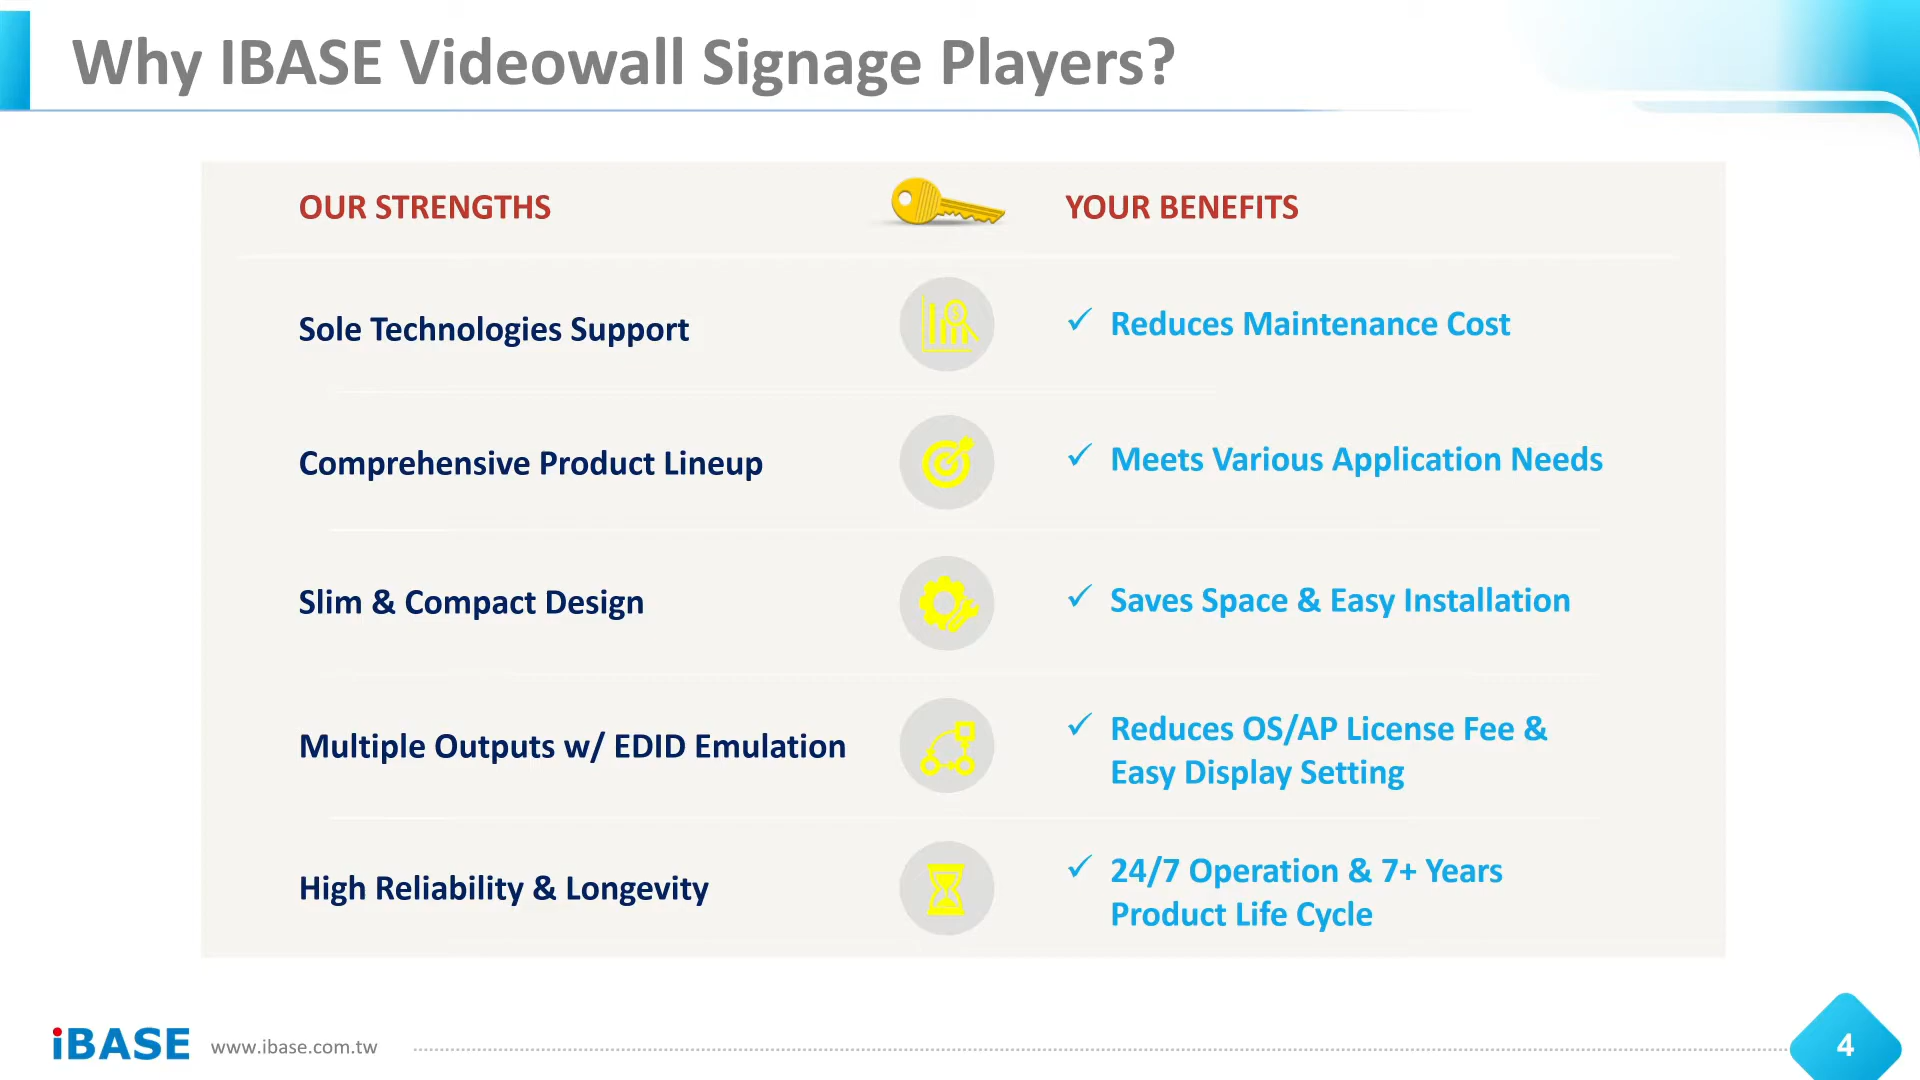 Why IBASE Videowall Signage Players?
OUR STRENGTHS
YOUR BENEFITS
Sole Technologies Support
✓ Reduces Maintenance Cost
Comprehensive Product Lineup
✓ Meets Various Application Needs
Slim & Compact Design
✓ Saves Space & Easy Installation
Multiple Outputs w/ EDID Emulation
✓ Reduces OS/AP License Fee &
Easy Display Setting
High Reliability & Longevity
✓ 24/7 Operation & 7+ Years
Product Life Cycle
iBASE
www.ibase.com.tw
4